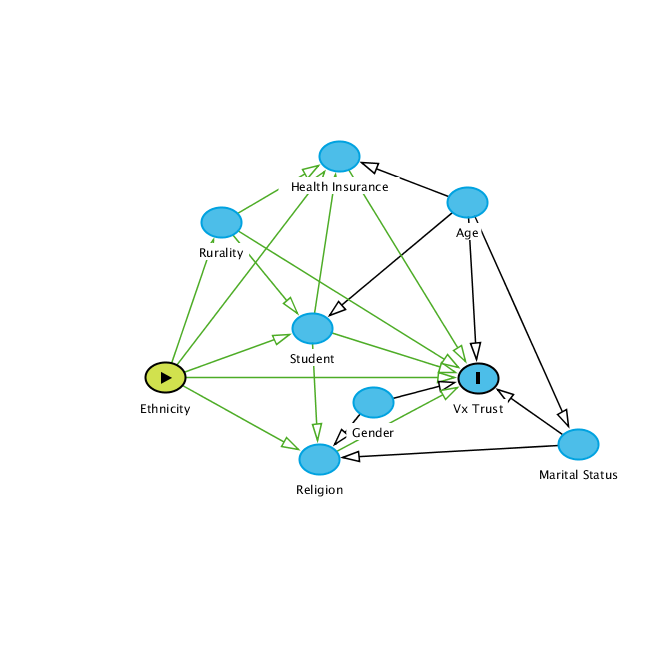 Health Insurance
Age
Rurality
Student
Ethnicity
Vx Trust
Gender
Marital Status
Religion